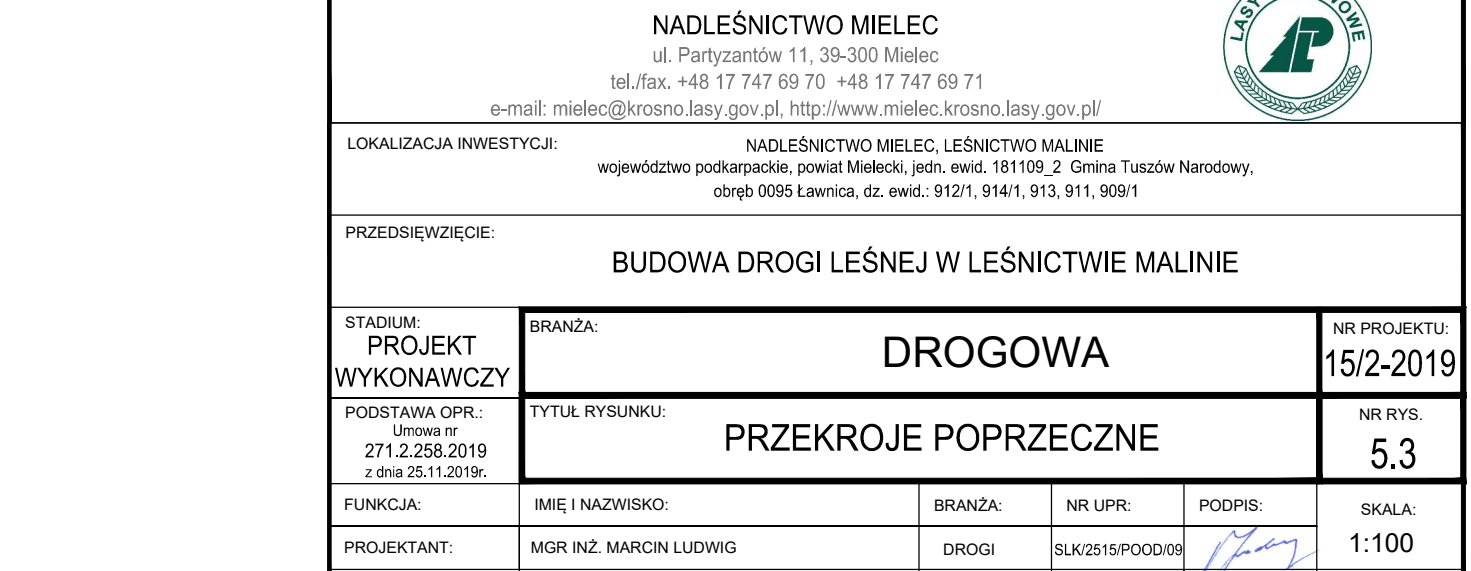 NADLEŚNICTWO MIELEC
ul. Partyzantów 11, 39-300 Mielec
tel./fax. +48 17 747 69 70 +48 17 747 69 71
e-mail: mielec@krosno.lasy.gov.pl, http://www.mielec.krosno.lasy.gov.pl/
LOKALIZACJA INWESTYCJI:
NADLEŚNICTWO MIELEC, LEŚNICTWO MALINIE
województwo podkarpackie, powiat Mielecki, jedn. ewid. 181109_2 Gmina Tuszów Narodowy,
obręb 0095 Ławnica, dz. ewid.: 912/1, 914/1, 913, 911, 909/1
PRZEDSIĘWZIĘCIE:
BUDOWA DROGI LEŚNEJ W LEŚNICTWIE MALINIE
STADIUM:
PROJEKT
WYKONAWCZY
BRANŻA:
DROGOWA
NR PROJEKTU:
15/2-2019
PODSTAWA OPR.:
Umowa nr
271.2.258.2019
z dnia 25.11.2019r.
TYTUŁ RYSUNKU:
PRZEKROJE POPRZECZNE
NR RYS.
5.3
FUNKCJA:
IMIĘ I NAZWISKO:
BRANŻA:
NR UPR:
PODPIS:
SKALA:
1:100
PROJEKTANT:
MGR INŻ. MARCIN LUDWIG
DROGI
SLK/2515/POOD/09